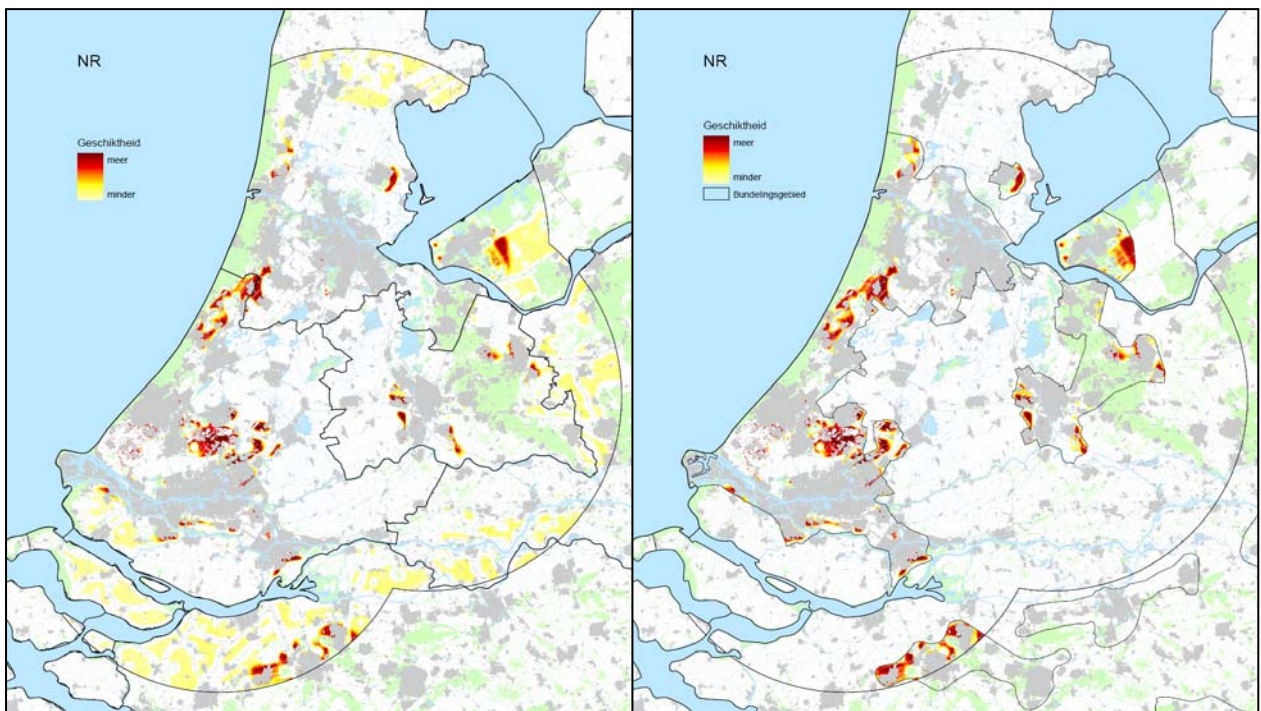 NR
Geschiktheid
meer
minder
NR
Geschiktheid
meer
minder
Bundelingsgebied